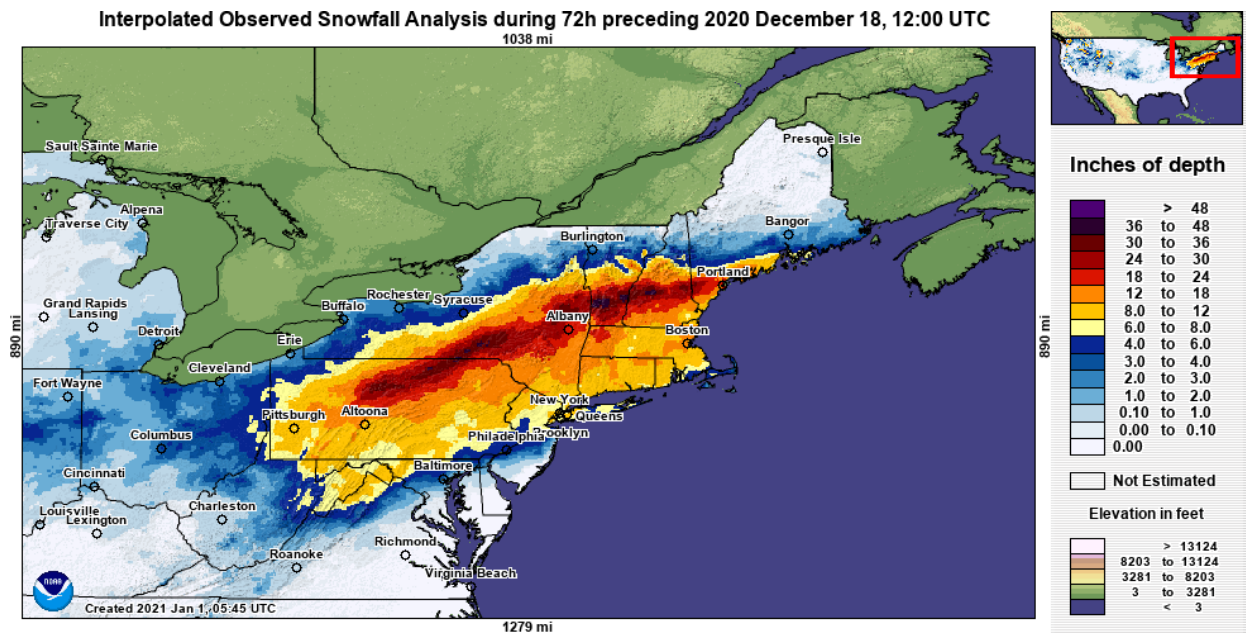 Interpolated Observed Snowfall Analysis during 72h preceding 2020 December 18, 12:00 UTC
1038 mi
890 mi
Sault Sainte Marie
Presque Isle
Alpena
Traverse City
Bangor
Burlington
Portland
Rochester
Syracuse
Buffalo
Grand Rapids
Lansing
Albany
Detroit
Boston
Erie
Cleveland
Fort Wayne
New York
Pittsburgh
Altoona
Queens
Brooklyn
Columbus
Philadelphia
Baltimore
Cincinnati
Charleston
Louisville
Lexington
Richmond
Roanoke
Virginia Beach
NOAA
Created 2021 Jan 1, 05:45 UTC
1279 mi
890 mi
Inches of depth
> 48
36 to 48
30 to 36
24 to 30
18 to 24
12 to 18
8.0 to 12
6.0 to 8.0
4.0 to 6.0
3.0 to 4.0
2.0 to 3.0
1.0 to 2.0
0.10 to 1.0
0.00 to 0.10
0.00
Not Estimated
Elevation in feet
> 13124
8203 to 13124
3281 to 8203
3 to 3281
< 3